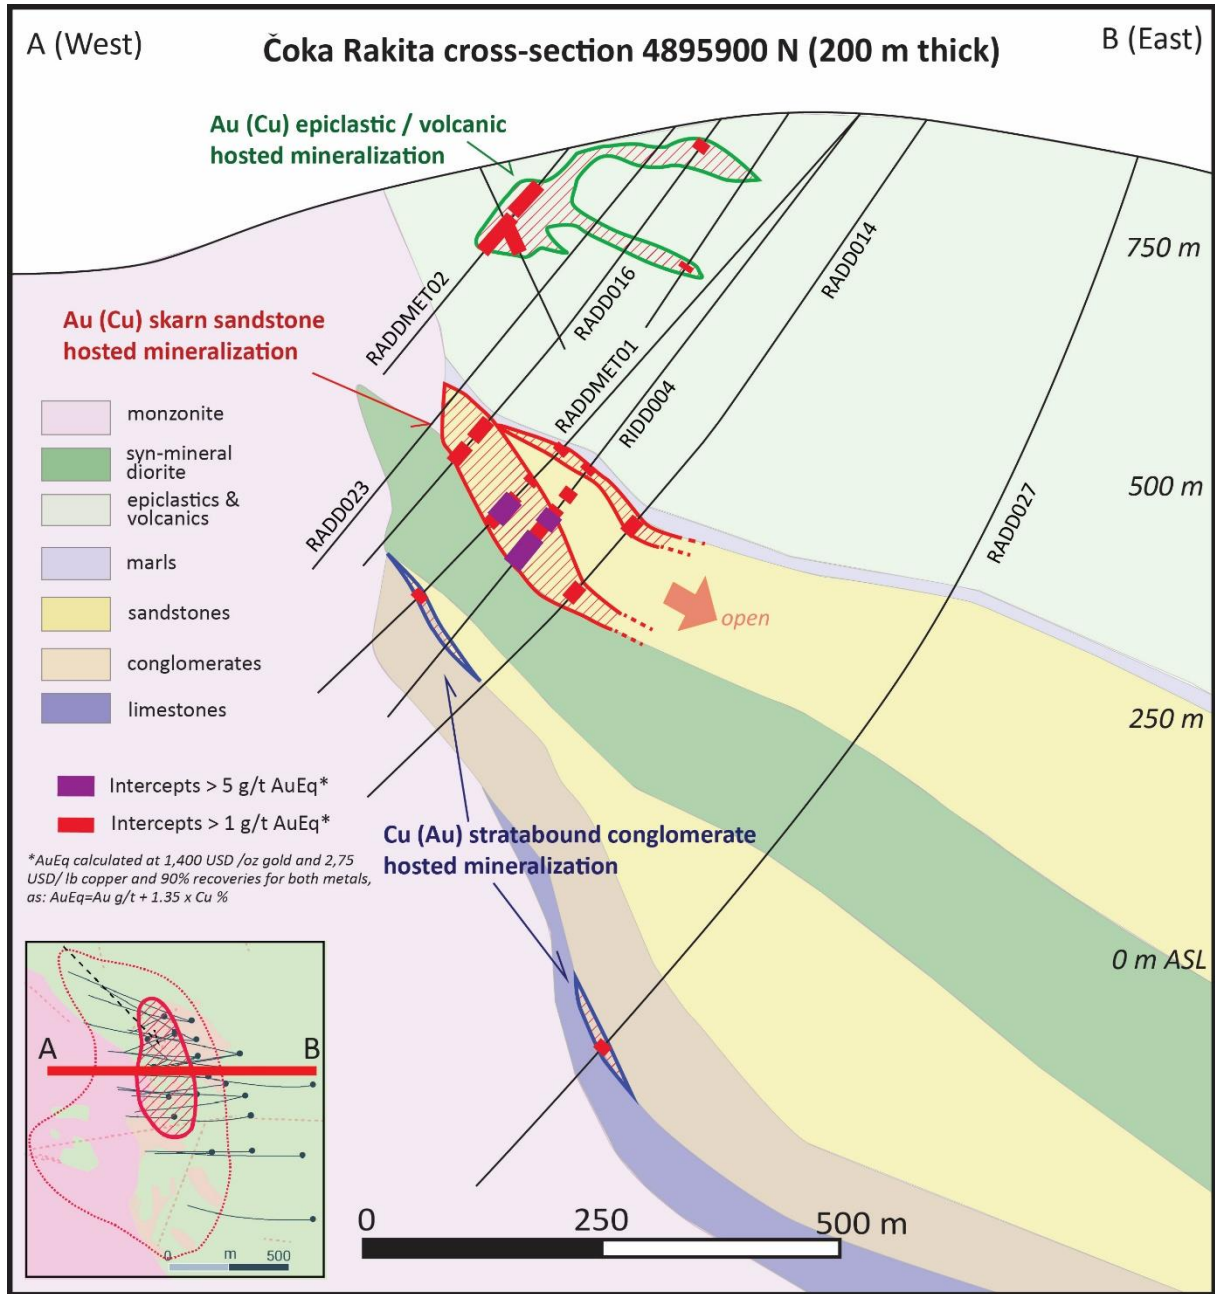 A (West)
B (East)
Čoka Rakita cross-section 4895900 N (200 m thick)
Au (Cu) epiclastic / volcanic
hosted mineralization
750 m
RADD014
RADDMET02
RADD016
Au (Cu) skarn sandstone
hosted mineralization
RADDMET01
RIDD004
monzonite
syn-mineral
diorite
epiclastics &
volcanics
marls
sandstones
conglomerates
limestones
RADD023
500 m
RADD027
open
250 m
Intercepts > 5 g/t AuEq*
Intercepts > 1 g/t AuEq*
Cu (Au) stratabound conglomerate
hosted mineralization
*AuEq calculated at 1,400 USD /oz gold and 2,75
USD/ lb copper and 90% recoveries for both metals,
as: AuEq=Au g/t + 1.35 x Cu %
0 m ASL
A
B
0 m 500
0 250 500 m